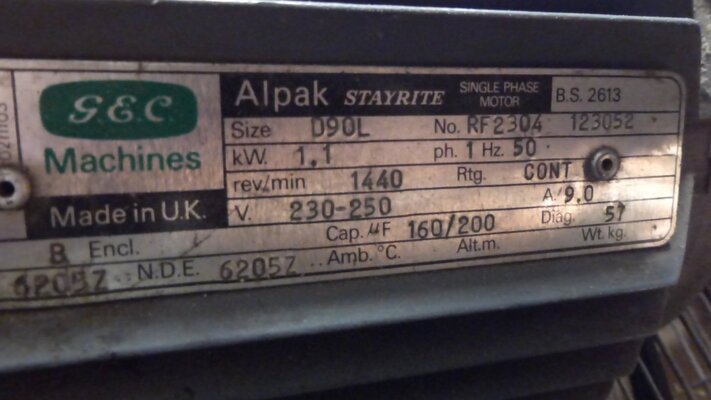 G.E.C
Machines
Made in U.K.
Alpak STAYRITE SINGLE PHASE MOTOR B.S. 2613
Size D90L No. RF2304 123052
kW. 1.1 ph. 1 Hz. 50
rev/min 1440 Rtg. CONT
V. 230-250 A/9.0
Cap. µF 160/200 Diag. 57
B Encl. Amb. °C. Alt.m. Wt. kg.
6205Z N.D.E. 6205Z